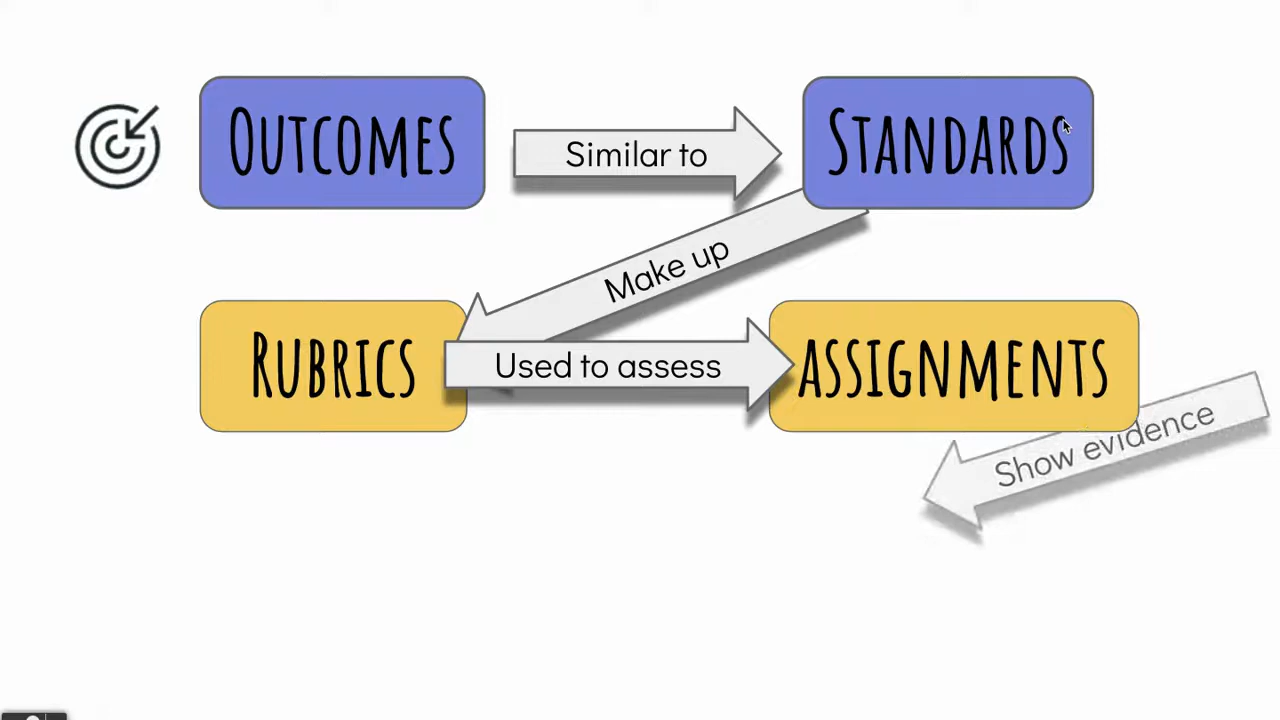 OUTCOMES
Similar to
STANDARDS
Make up
RUBRICS
Used to assess
ASSIGNMENTS
Show evidence